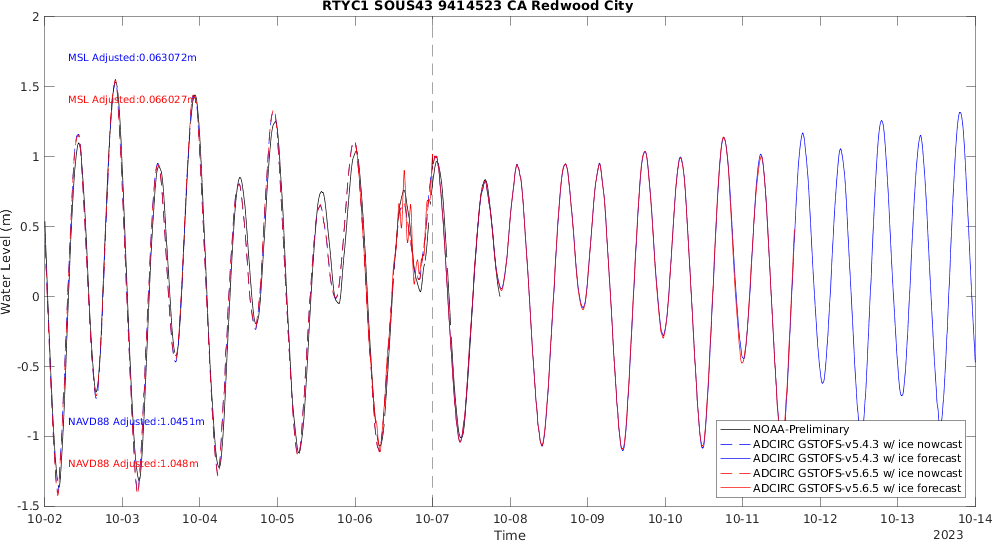 RTYC1 SOUS43 9414523 CA Redwood City
MSL Adjusted:0.063072m
MSL Adjusted:0.066027m
NAVD88 Adjusted:1.0451m
NAVD88 Adjusted:1.048m
Water Level (m)
2
1.5
1
0.5
0
-0.5
-1
-1.5
NOAA-Preliminary
ADCIRC GSTOFS-v5.4.3 w/ ice nowcast
ADCIRC GSTOFS-v5.4.3 w/ ice forecast
ADCIRC GSTOFS-v5.6.5 w/ ice nowcast
ADCIRC GSTOFS-v5.6.5 w/ ice forecast
10-02 10-03 10-04 10-05 10-06 10-07 10-08 10-09 10-10 10-11 10-12 10-13 10-14
Time
2023